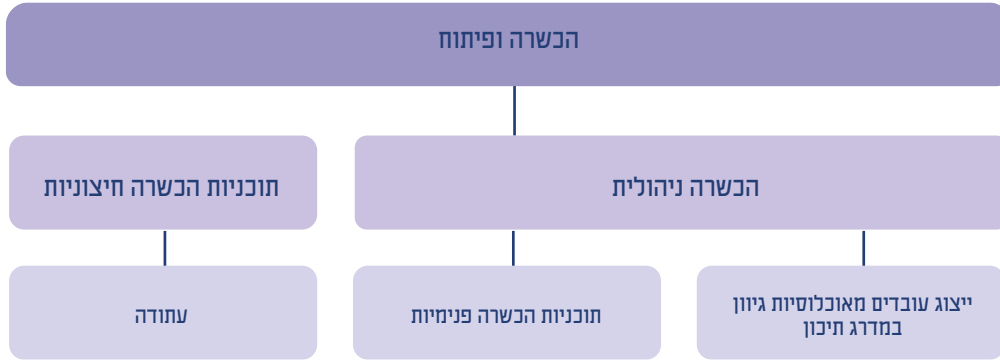 הכשרה ופיתוח
הכשרה ניהולית
תוכניות הכשרה חיצוניות
ייצוג עובדים מאוכלוסיות גיוון
במדרג תיכון
תוכניות הכשרה פנימיות
עתודה